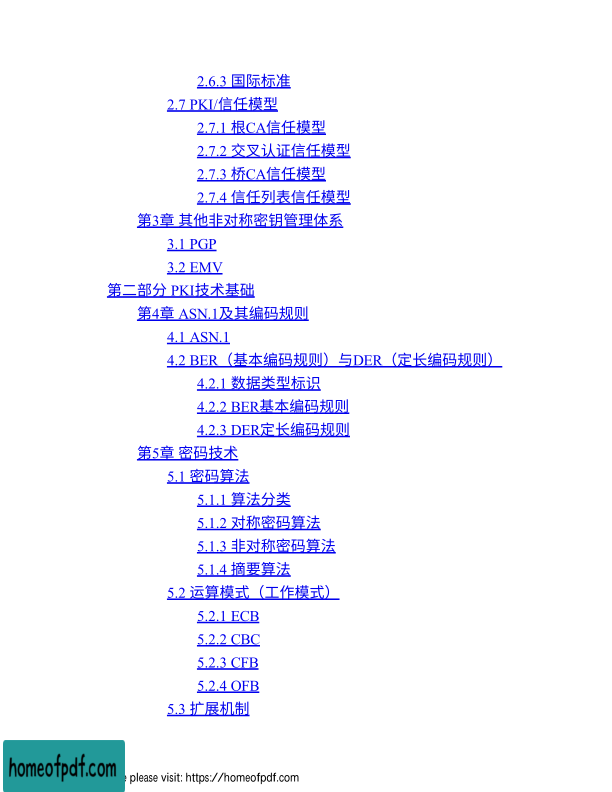 2.6.3 国际标准
2.7 PKI/信任模型
2.7.1 根CA信任模型
2.7.2 交叉认证信任模型
2.7.3 桥CA信任模型
2.7.4 信任列表信任模型
第3章 其他非对称密钥管理体系
3.1 PGP
3.2 EMV
第二部分 PKI技术基础
第4章 ASN.1及其编码规则
4.1 ASN.1
4.2 BER（基本编码规则）与DER（定长编码规则）
4.2.1 数据类型标识
4.2.2 BER基本编码规则
4.2.3 DER定长编码规则
第5章 密码技术
5.1 密码算法
5.1.1 算法分类
5.1.2 对称密码算法
5.1.3 非对称密码算法
5.1.4 摘要算法
5.2 运算模式（工作模式）
5.2.1 ECB
5.2.2 CBC
5.2.3 CFB
5.2.4 OFB
5.3 扩展机制
homeofpdf.com
please visit: https://homeofpdf.com